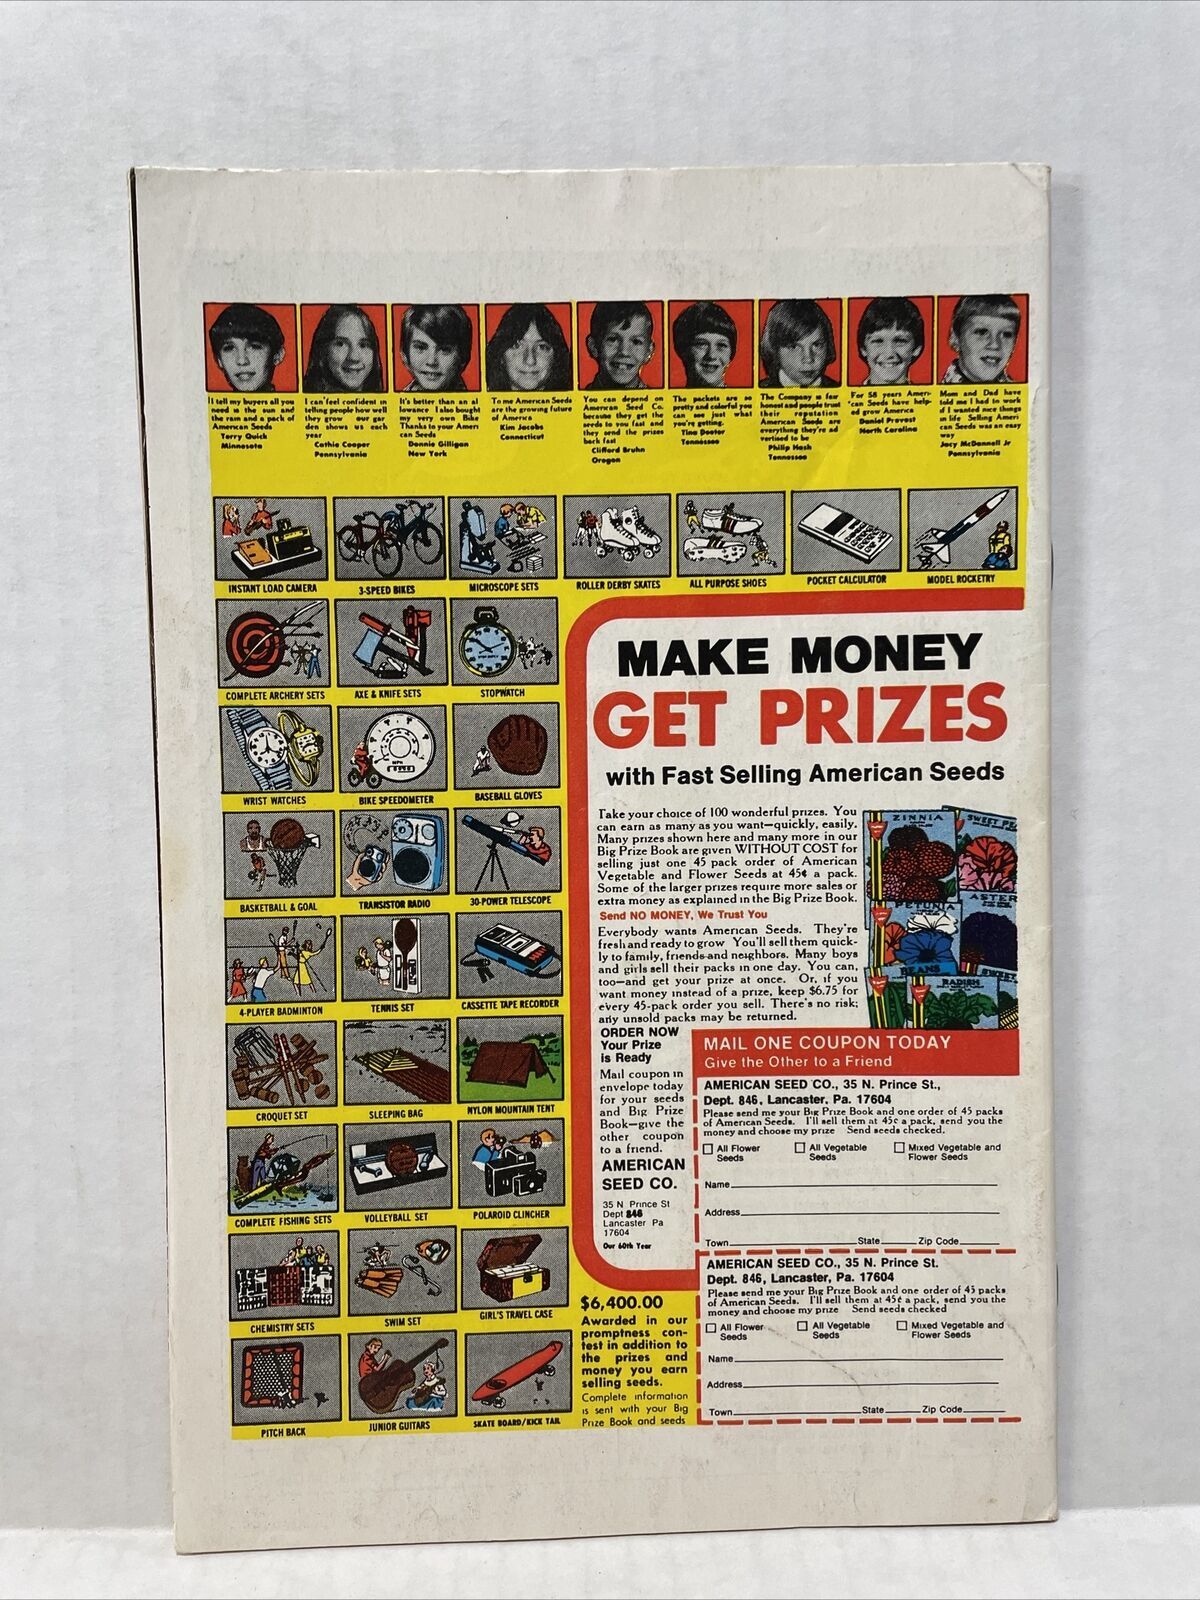 I tell my buyers all you
need is the sun and
the rain and a pack of
American Seeds
Terry Quick
Minnesota
I can'feel confident in
telling people how well
they grow our gar
den shows us each
year
Cathie Cooper
Pennsylvania
It's better than an al
lowance I also bought
my very own Bike
Thanks to your Ameri
can Seeds
Donnie Gilligan
New York
To me American Seeds
are the growing future
of America
Kim Jacobs
Connecticut
You can depend on
American Seed Co.
because they get the
seeds to you fast and
they send the prizes
back fast
Clifford Bruhn
Oregon
The packets are so
pretty and colorful you
can see just what
you're getting.
Tina Doctor
Tennessee
The Company is fair
honest and people trust
their reputation
American Seeds are
everything they're ad
vertised to be
Philip Hash
Tennessee
For 58 years Ameri-
can Seeds have help-
ed grow America
Daniel Provost
North Carolina
Mom and Dad have
told me I had to work
if I wanted nice things
in life Selling Ameri
can Seeds was an easy
way
Jacy McDannell Jr
Pennsylvania
INSTANT LOAD CAMERA
3-SPEED BIKES
MICROSCOPE SETS
ROLLER DERBY SKATES
ALL PURPOSE SHOES
POCKET CALCULATOR
MODEL ROCKETRY
COMPLETE ARCHERY SETS
AXE & KNIFE SETS
STOPWATCH
WRIST WATCHES
BIKE SPEEDOMETER
BASEBALL GLOVES
BASKETBALL & GOAL
TRANSISTOR RADIO
30-POWER TELESCOPE
4-PLAYER BADMINTON
TENNIS SET
CASSETTE TAPE RECORDER
CROQUET SET
SLEEPING BAG
NYLON MOUNTAIN TENT
COMPLETE FISHING SETS
VOLLEYBALL SET
POLAROID CLINCHER
CHEMISTRY SETS
SWIM SET
GIRL'S TRAVEL CASE
PITCH BACK
JUNIOR GUITARS
SKATE BOARD/KICK TAIL
MAKE MONEY
GET PRIZES
with Fast Selling American Seeds
Take your choice of 100 wonderful prizes. You
can earn as many as you want—quickly, easily.
Many prizes shown here and many more in our
Big Prize Book are given WITHOUT COST for
selling just one 45 pack order of American
Vegetable and Flower Seeds at 45¢ a pack.
Some of the larger prizes require more sales or
extra money as explained in the Big Prize Book.
Send NO MONEY, We Trust You
Everybody wants American Seeds. They're
fresh and ready to grow You'll sell them quick-
ly to family, friends and neighbors. Many boys
and girls sell their packs in one day. You can,
too—and get your prize at once. Or, if you
want money instead of a prize, keep $6.75 for
every 45-pack order you sell. There's no risk;
any unsold packs may be returned.
ZINNIA
SWEET PE
PETUNIA
ASTER
BEANS
SWEET
RADISH
ORDER NOW
Your Prize
is Ready
Mail coupon in
envelope today
for your seeds
and Big Prize
Book—give the
other coupon
to a friend.
AMERICAN
SEED CO.
35 N Prince St
Dept 846
Lancaster Pa
17604
Our 60th Year
MAIL ONE COUPON TODAY
Give the Other to a Friend
AMERICAN SEED CO., 35 N. Prince St.,
Dept. 846, Lancaster, Pa. 17604
Please send me your Big Prize Book and one order of 45 packs
of American Seeds. I'll sell them at 45¢ a pack, send you the
money and choose my prize Send seeds checked.
All Flower Seeds
All Vegetable Seeds
Mixed Vegetable and Flower Seeds
Name
Address
Town State Zip Code
AMERICAN SEED CO., 35 N. Prince St.
Dept. 846, Lancaster, Pa. 17604
Please send me your Big Prize Book and one order of 45 packs
of American Seeds. I'll sell them at 45¢ a pack, send you the
money and choose my prize Send seeds checked
All Flower Seeds
All Vegetable Seeds
Mixed Vegetable and Flower Seeds
Name
Address
Town State Zip Code
$6,400.00
Awarded in our
promptness con-
test in addition to
the prizes and
money you earn
selling seeds.
Complete information
is sent with your Big
Prize Book and seeds